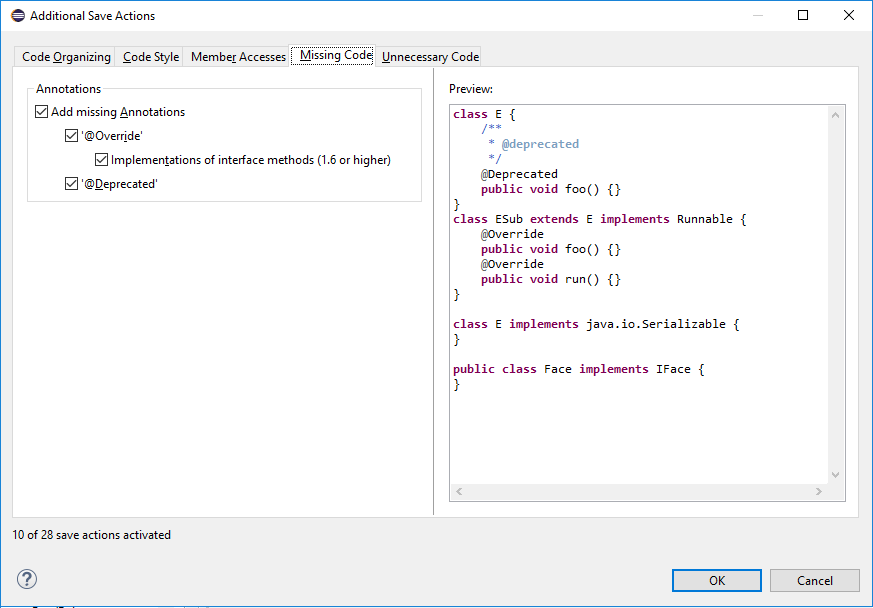 Additional Save Actions
Code Organizing Code Style Member Accesses Missing Code Unnecessary Code
Annotations
Add missing Annotations
'@Override'
Implementations of interface methods (1.6 or higher)
'@Deprecated'
Preview:
class E {
/**
* @deprecated
*/
@Deprecated
public void foo() {}
}
class ESub extends E implements Runnable {
@Override
public void foo() {}
@Override
public void run() {}
}
class E implements java.io.Serializable {
}
public class Face implements IFace {
}
10 of 28 save actions activated
?
OK Cancel